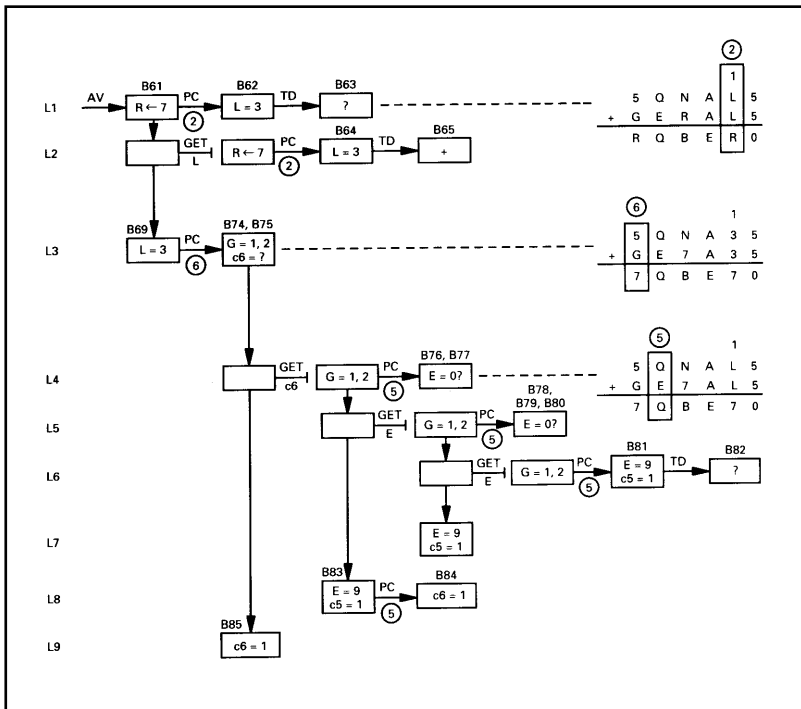 B61 PC B62 TD B63
②
L1 AV R ← 7 ② L = 3 ?
1
5 Q N A L 5
+ G E R A L 5
R Q B E R 0
GET PC B64 TD B65
L2 L R ← 7 ② L = 3 +
B69 PC B74, B75
⑥
1
L3 L = 3 ⑥ G = 1, 2
c6 = ?
5 Q N A 3 5
+ G E 7 A 3 5
7 Q B E 7 0
B76, B77
⑤
GET PC
1
L4 c6 G = 1, 2 ⑤ E = 0?
5 Q N A L 5
+ G E 7 A L 5
7 Q B E 7 0
B78,
B79, B80
GET PC
L5 E G = 1, 2 ⑤ E = 0?
B81 B82
GET PC TD
L6 E G = 1, 2 ⑤ E = 9
c5 = 1
?
L7 E = 9
c5 = 1
B83 PC B84
L8 E = 9
c5 = 1
⑤ c6 = 1
B85
L9 c6 = 1